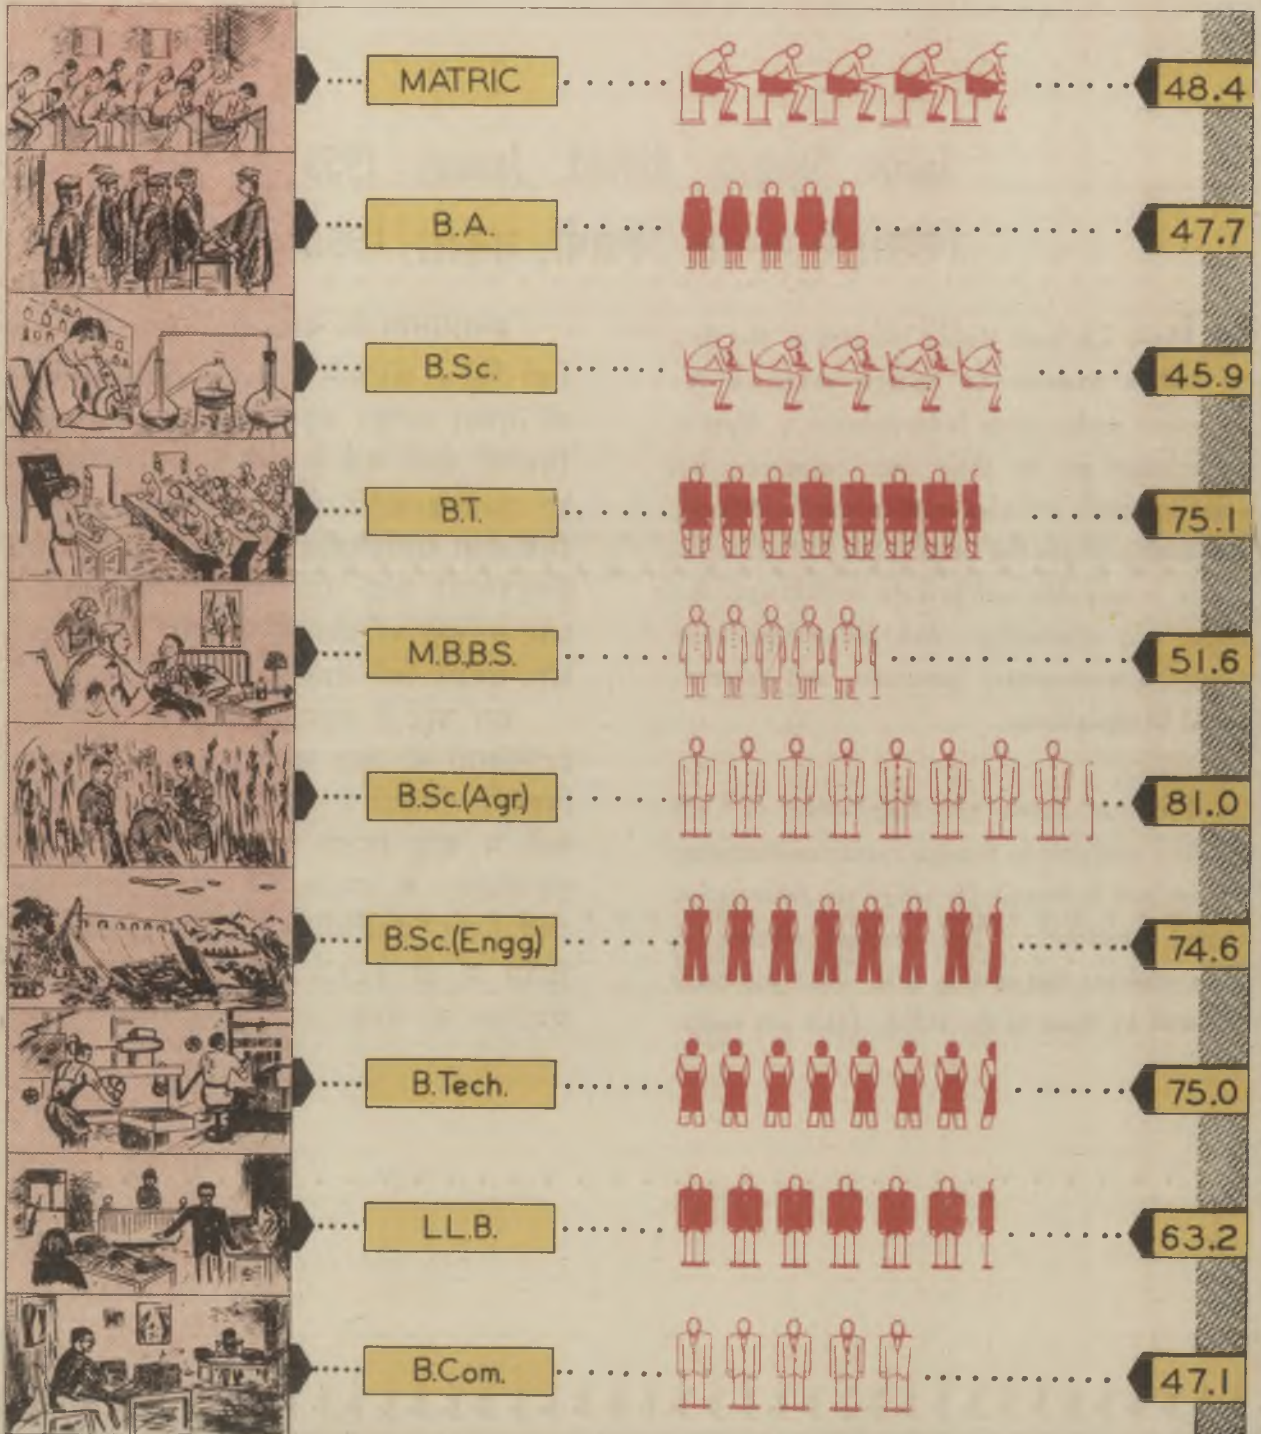 MATRIC 48.4
B.A. 47.7
B.Sc. 45.9
B.T. 75.1
M.B,B.S. 51.6
B.Sc.(Agr.) 81.0
B.Sc.(Engg) 74.6
B.Tech. 75.0
L.L.B. 63.2
B.Com. 47.1